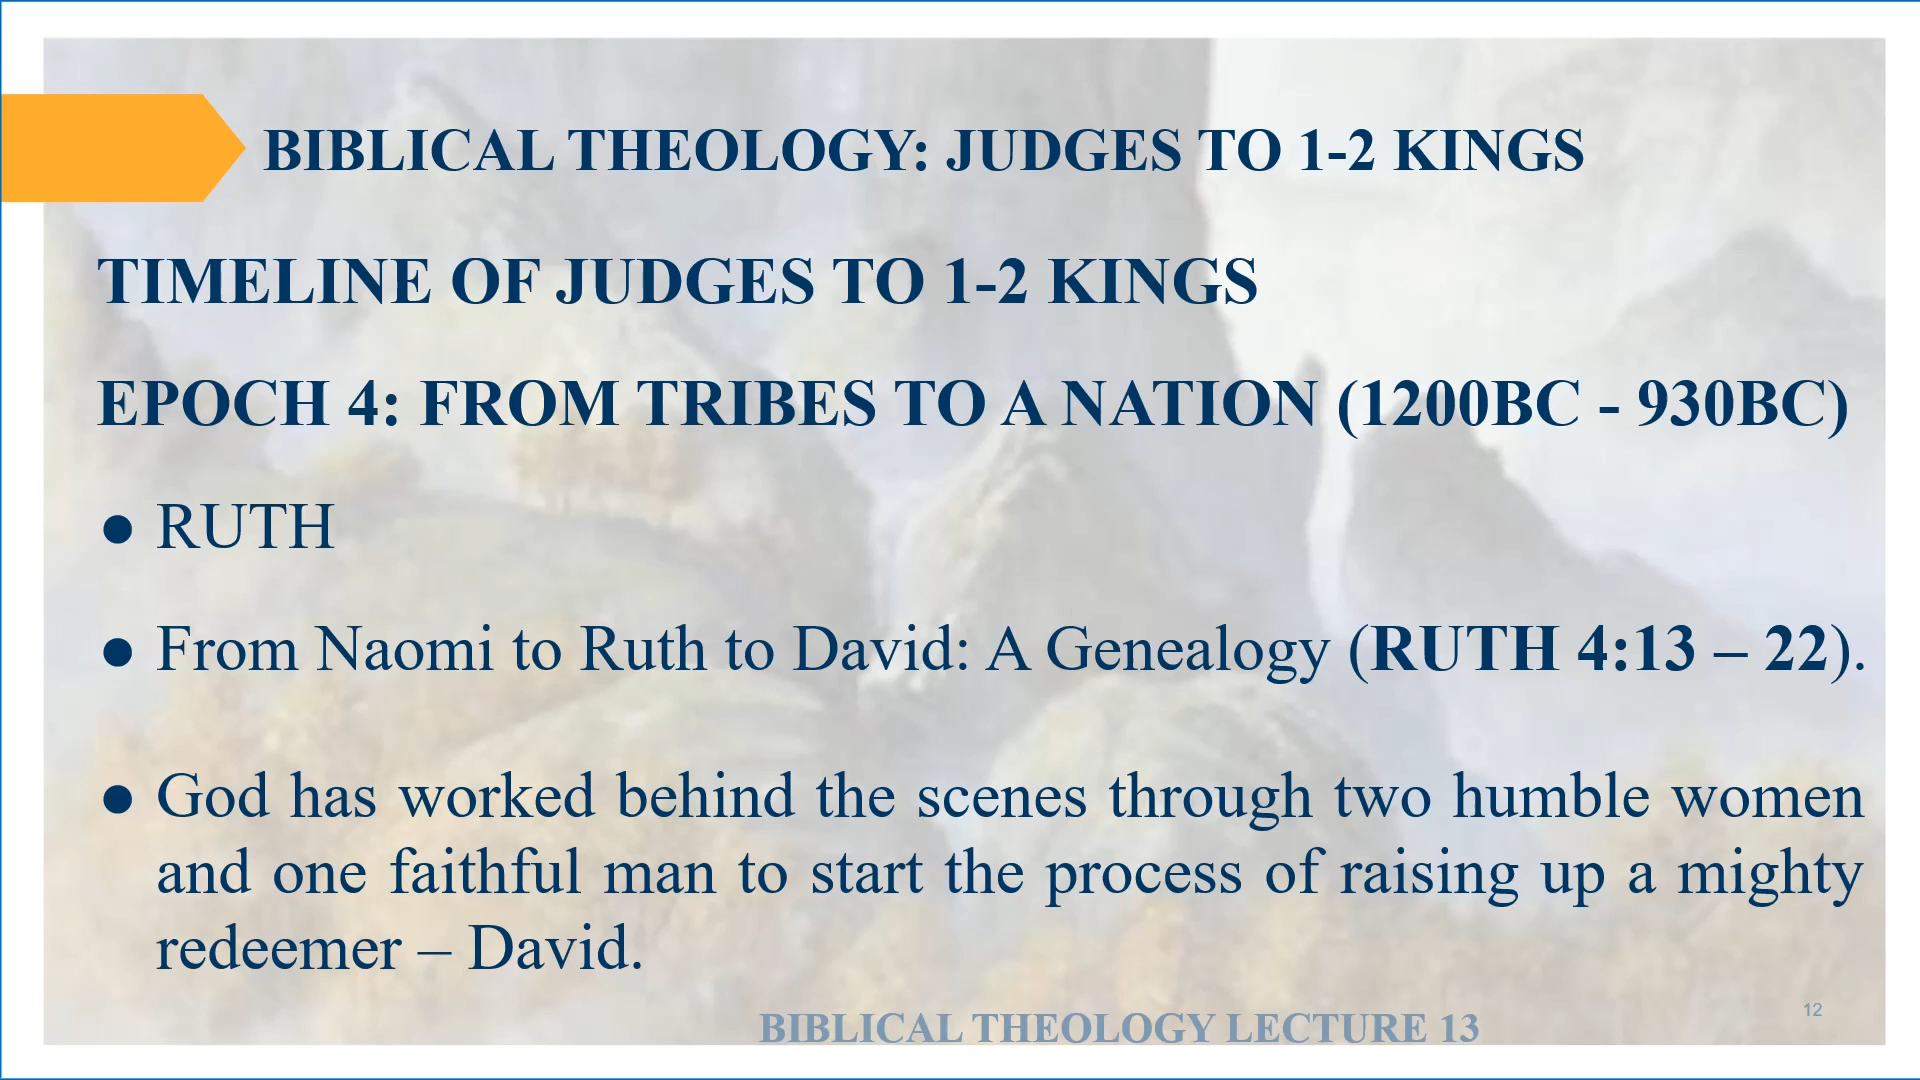 BIBLICAL THEOLOGY: JUDGES TO 1-2 KINGS
TIMELINE OF JUDGES TO 1-2 KINGS
EPOCH 4: FROM TRIBES TO A NATION (1200BC - 930BC)
● RUTH
● From Naomi to Ruth to David: A Genealogy (RUTH 4:13 – 22).
● God has worked behind the scenes through two humble women
and one faithful man to start the process of raising up a mighty
redeemer – David.
12
BIBLICAL THEOLOGY LECTURE 13